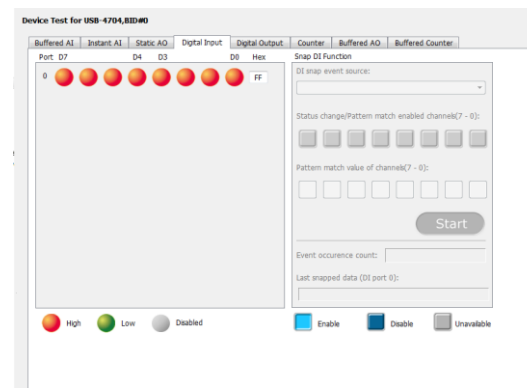 Device Test for USB-4704,BID#0
Buffered AI Instant AI Static AO Digital Input Digital Output Counter Buffered AO Buffered Counter
Port D7 D4 D3 D0 Hex
0 FF
Snap DI Function
DI snap event source:
Status change/Pattern match enabled channels(7 - 0):
Pattern match value of channels(7 - 0):
Start
Event occurence count:
Last snapped data (DI port 0):
High Low Disabled
Enable Disable Unavailable